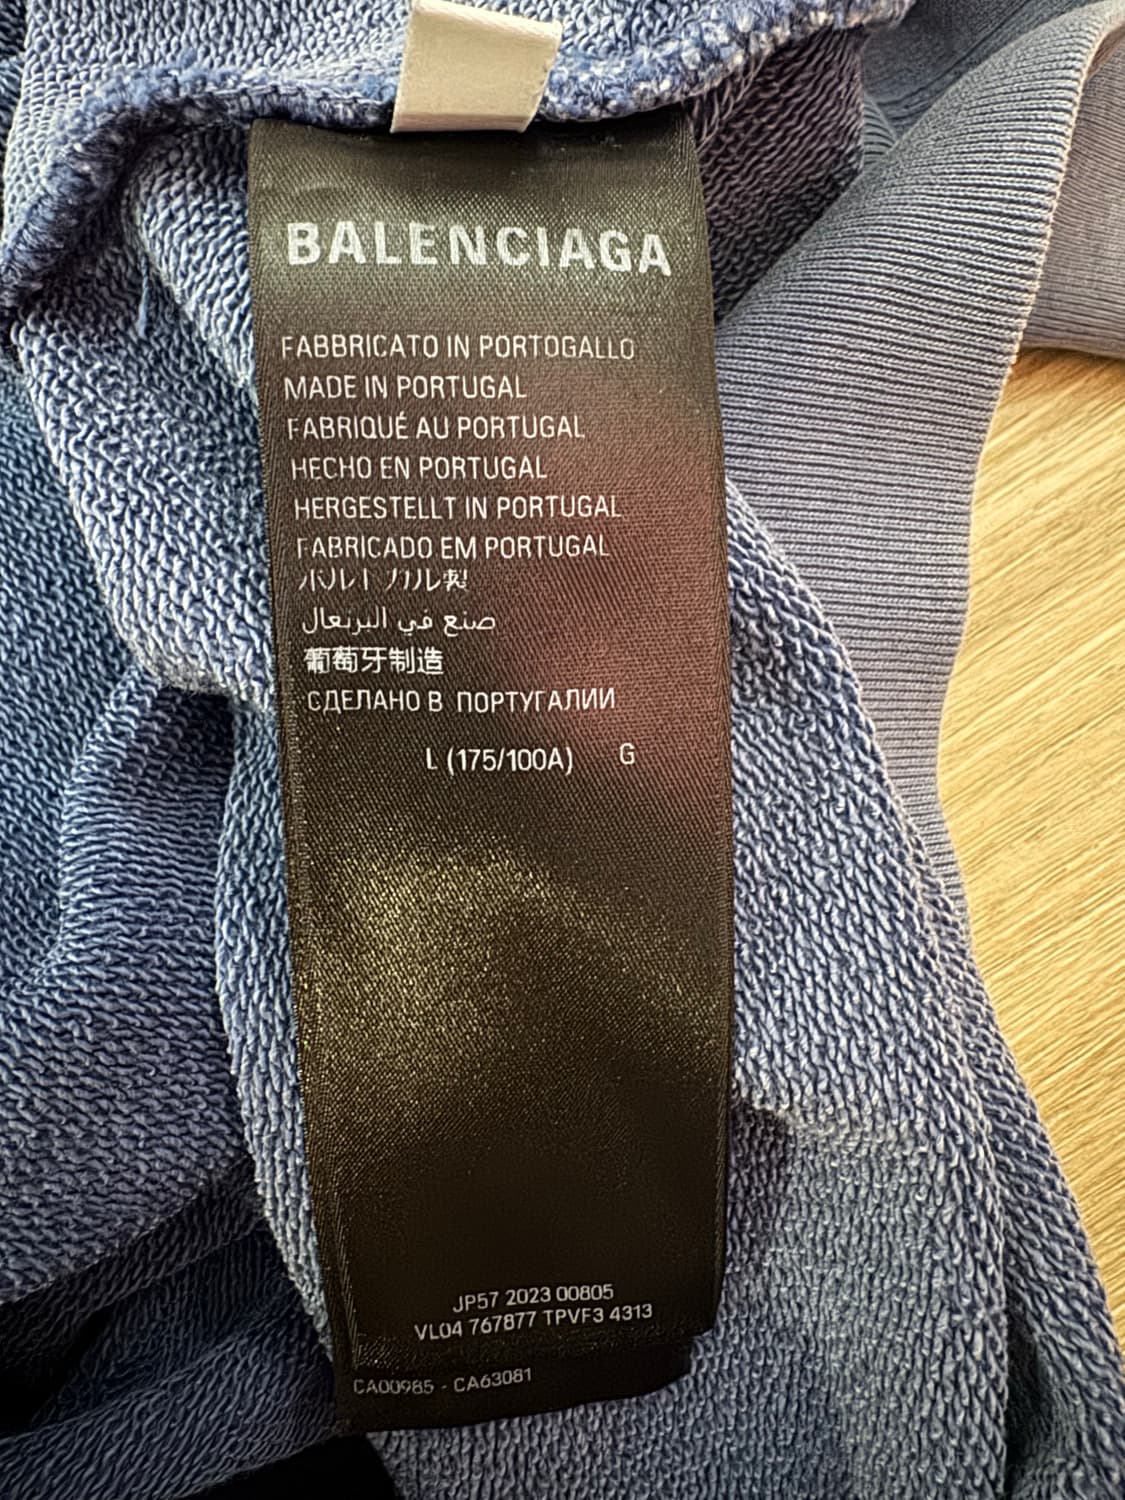 BALENCIAGA
FABBRICATO IN PORTOGALLO
MADE IN PORTUGAL
FABRIQUÉ AU PORTUGAL
HECHO EN PORTUGAL
HERGESTELLT IN PORTUGAL
FABRICADO EM PORTUGAL
ポルトガル製
صنع في البرتغال
葡萄牙制造
СДЕЛАНО В ПОРТУГАЛИИ
L (175/100A) G
JP57 2023 00805
VL04 767877 TPVF3 4313
CA00985 - CA63081